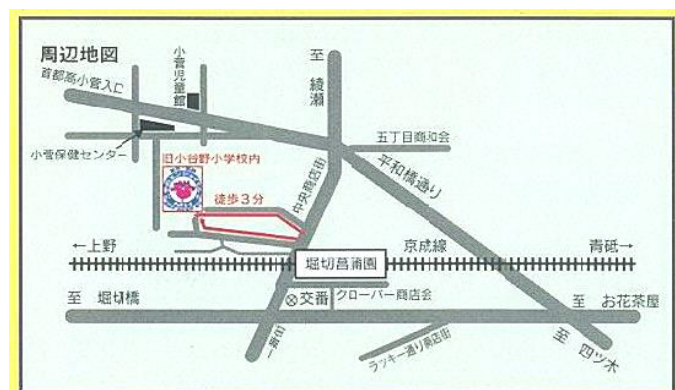 周辺地図
首都高小菅入口
小菅児童館
至 綾瀬
小菅保健センター
五丁目商和会
旧小谷野小学校内
徒歩3分
中央商店街
平和橋通り
←上野
堀切菖蒲園
京成線
青砥→
至 堀切橋
交番
クローバー商店会
至 お花茶屋
一番街
ラッキー通り商店街
至 四ツ木